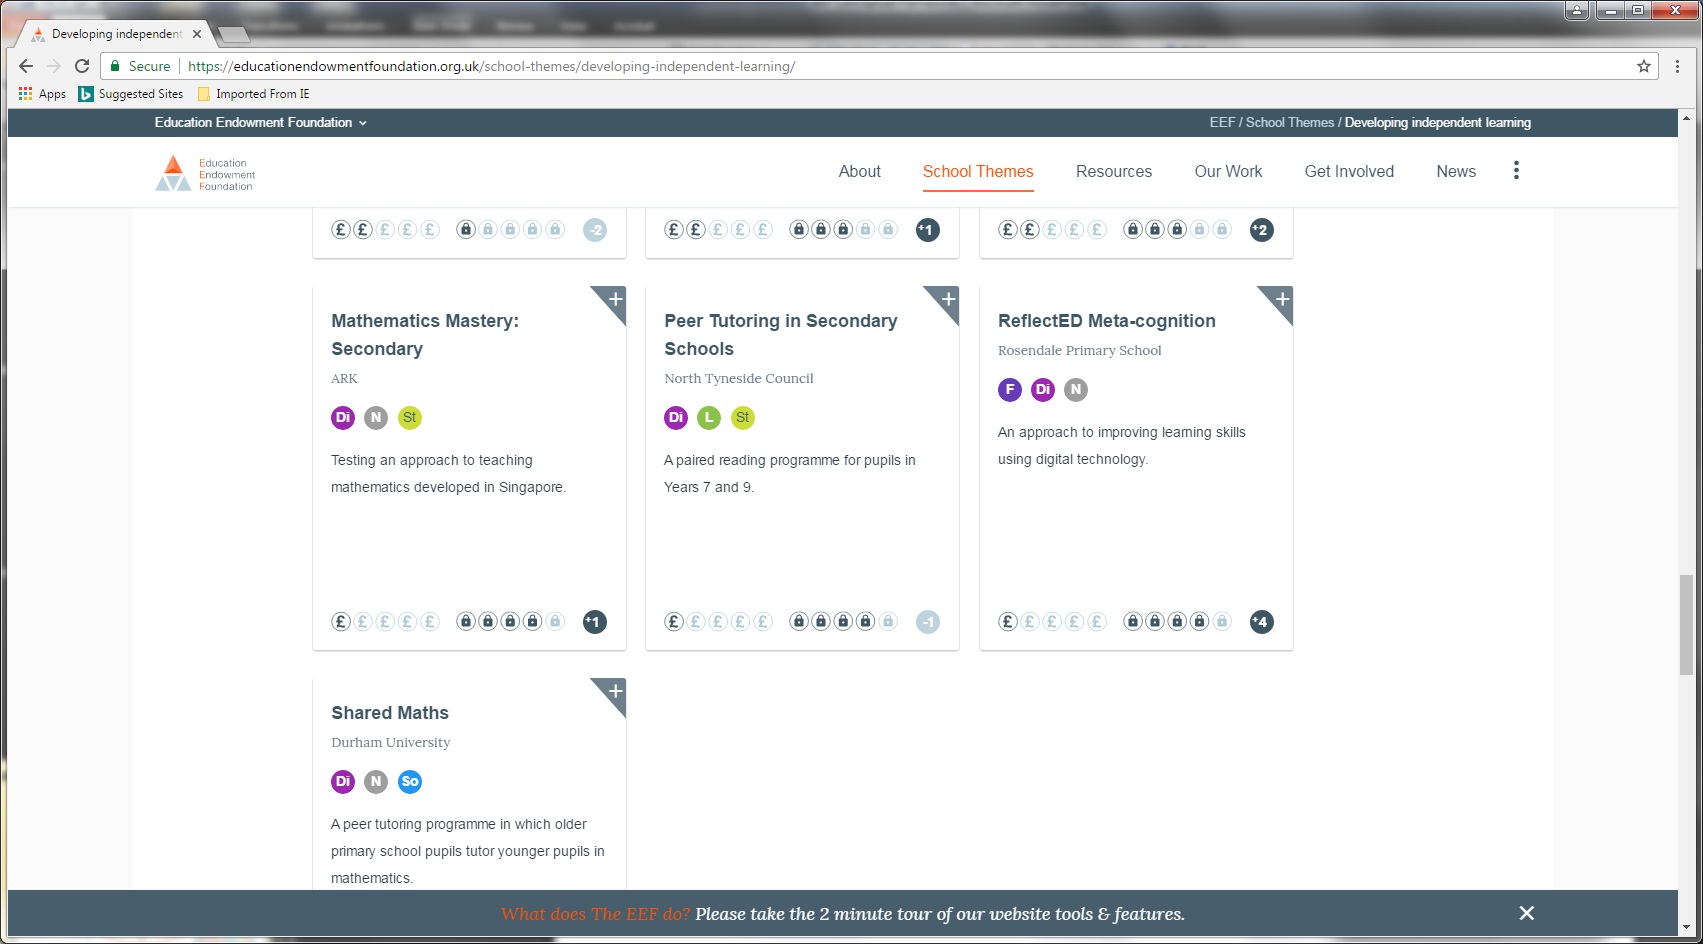 Developing independent
Secure https://educationendowmentfoundation.org.uk/school-themes/developing-independent-learning/
Apps Suggested Sites Imported From IE
Education Endowment Foundation EEF / School Themes / Developing independent learning
Education
Endowment
Foundation
About School Themes Resources Our Work Get Involved News
£ £ £ £ £ -2 £ £ £ £ £ +1 £ £ £ £ £ +2
Mathematics Mastery:
Secondary
ARK
Di N St
Testing an approach to teaching
mathematics developed in Singapore.
£ £ £ £ £ +1
Peer Tutoring in Secondary
Schools
North Tyneside Council
Di L St
A paired reading programme for pupils in
Years 7 and 9.
£ £ £ £ £ -1
ReflectED Meta-cognition
Rosendale Primary School
F Di N
An approach to improving learning skills
using digital technology.
£ £ £ £ £ +4
Shared Maths
Durham University
Di N So
A peer tutoring programme in which older
primary school pupils tutor younger pupils in
mathematics.
What does The EEF do? Please take the 2 minute tour of our website tools & features.